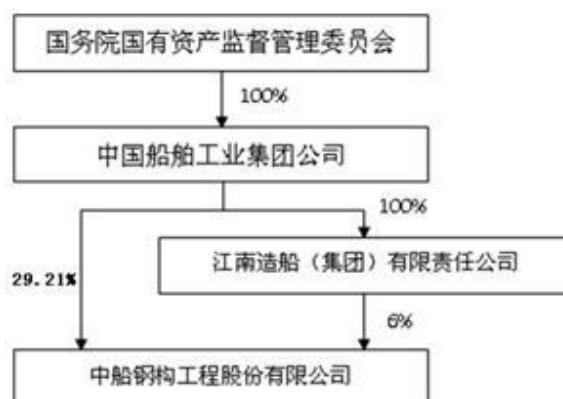 国务院国有资产监督管理委员会
100%
中国船舶工业集团公司
100%
江南造船（集团）有限责任公司
29.21%
6%
中船钢构工程股份有限公司